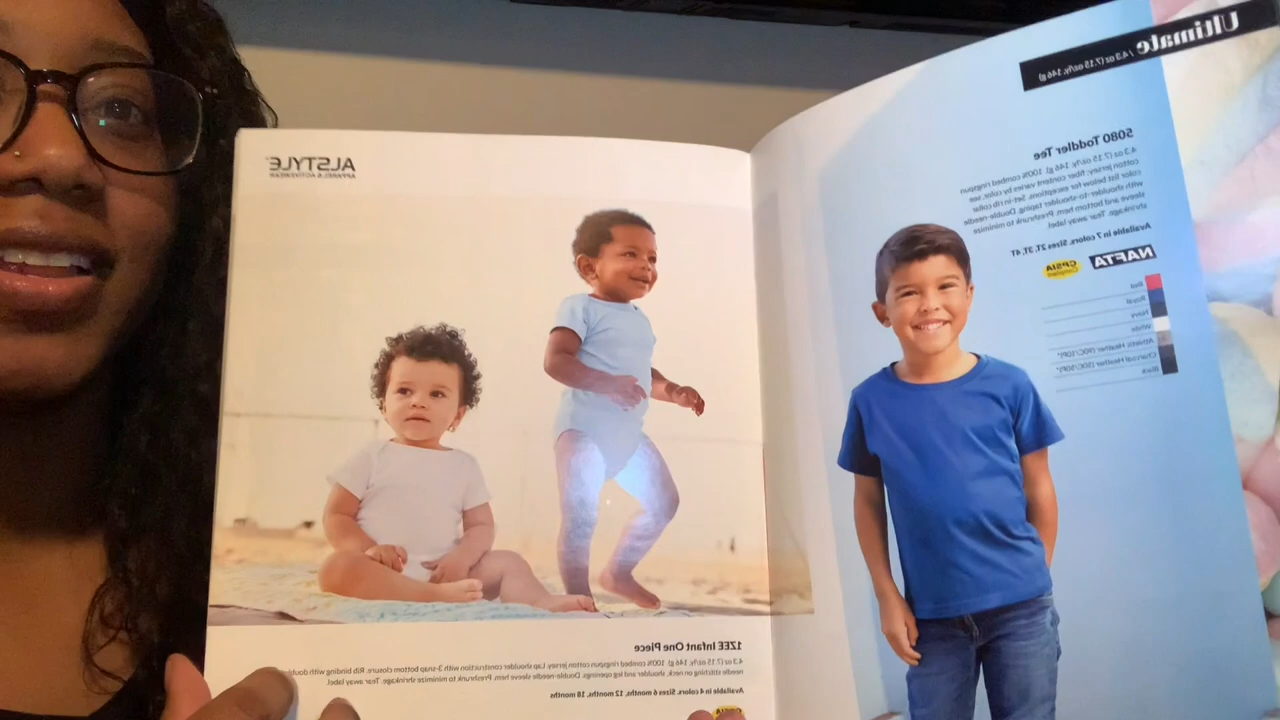 ALSTYLE
APPAREL & ACTIVEWEAR
1ZEE Infant One Piece
4.3 oz (7.15 oz/ly, 146 g), 100% combed ringspun cotton jersey. Lap shoulder construction with 3-snap bottom closure. Rib binding with double-
needle stitching on neck, shoulder and leg openings. Double-needle sleeve hem. Preshrunk to minimize shrinkage. Tear away label.
Available in 4 colors. Sizes 6 months, 12 months, 18 months
Ultimate / 4.3 oz (7.15 oz/ly, 146 g)
5080 Toddler Tee
4.3 oz (7.15 oz/ly, 146 g), 100% combed ringspun
cotton jersey; fiber content varies by color, see
color list below for exceptions. Set-in rib collar
with shoulder-to-shoulder taping. Double-needle
sleeve and bottom hem. Preshrunk to minimize
shrinkage. Tear away label.
Available in 7 colors. Sizes 2T, 3T, 4T
NAFTA
CPSIA
Compliant
Red
Royal
Navy
White
Athletic Heather (90C/10P)*
Charcoal Heather (50C/50P)*
Black